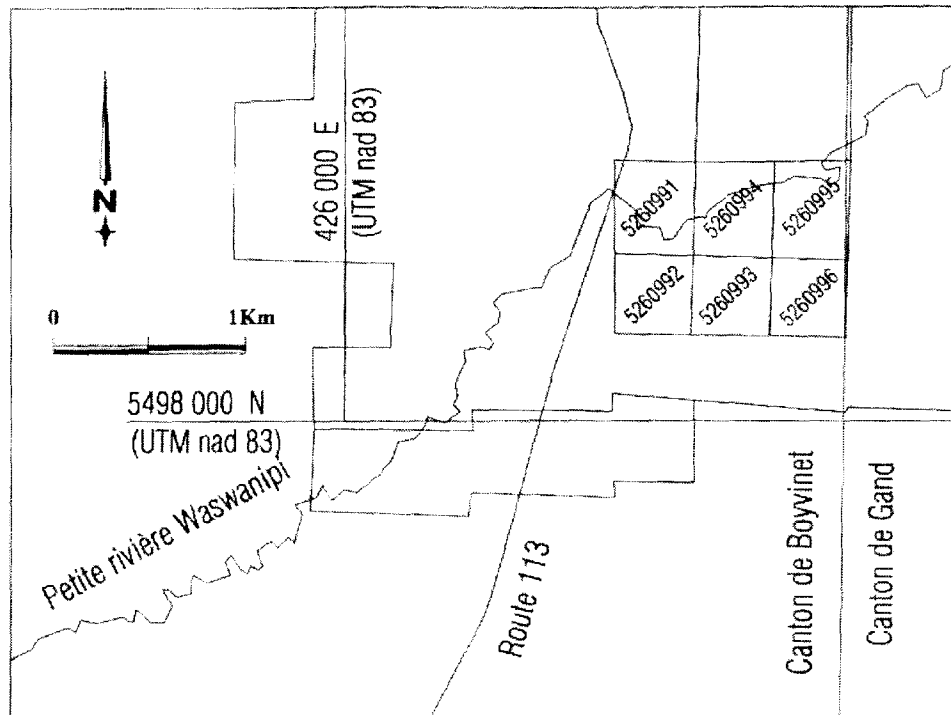 426 000 E
(UTM nad 83)
N
0 1Km
5260991
5260994
5260995
5260992
5260993
5260996
5498 000 N
(UTM nad 83)
Petite rivière Waswanipi
Route 113
Canton de Boyvinet
Canton de Gand